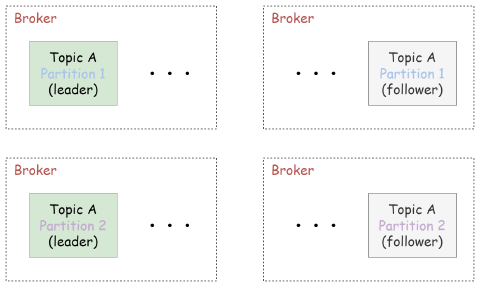 Broker
Topic A
Partition 1
(leader)
. . .
Broker
. . .
Topic A
Partition 1
(follower)
Broker
Topic A
Partition 2
(leader)
. . .
Broker
. . .
Topic A
Partition 2
(follower)